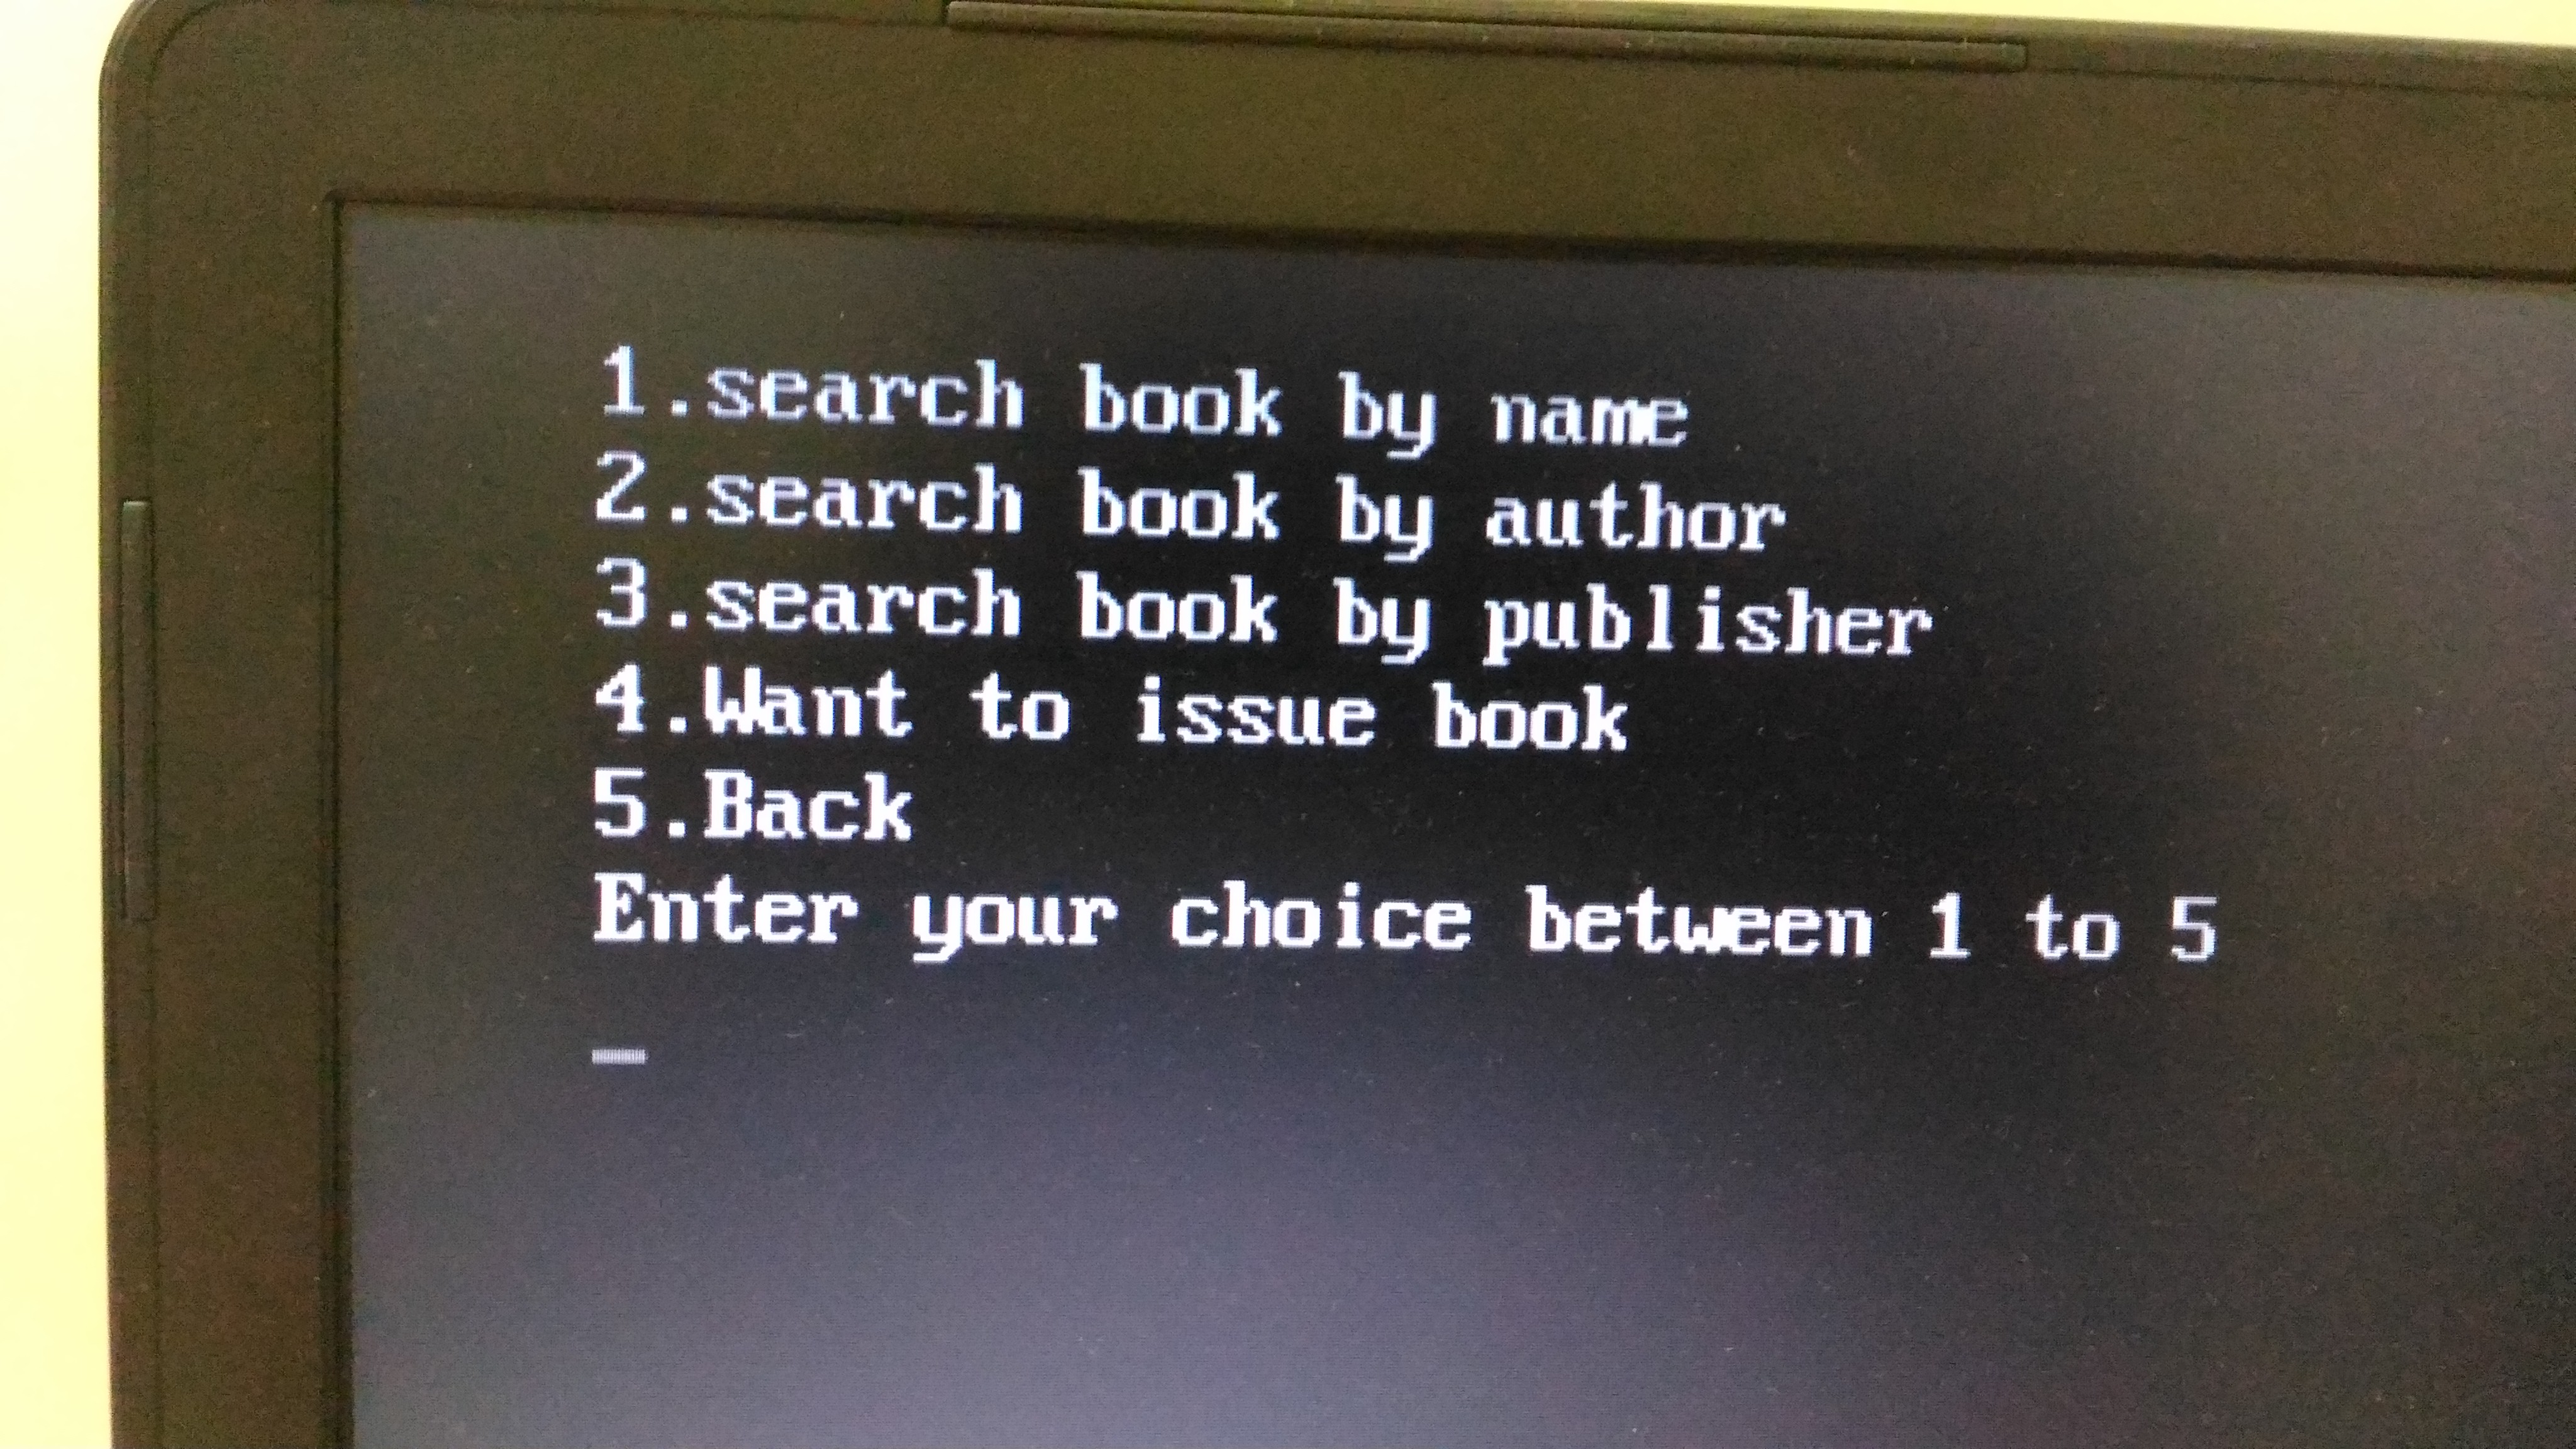 1.search book by name
2.search book by author
3.search book by publisher
4.Want to issue book
5.Back
Enter your choice between 1 to 5
_